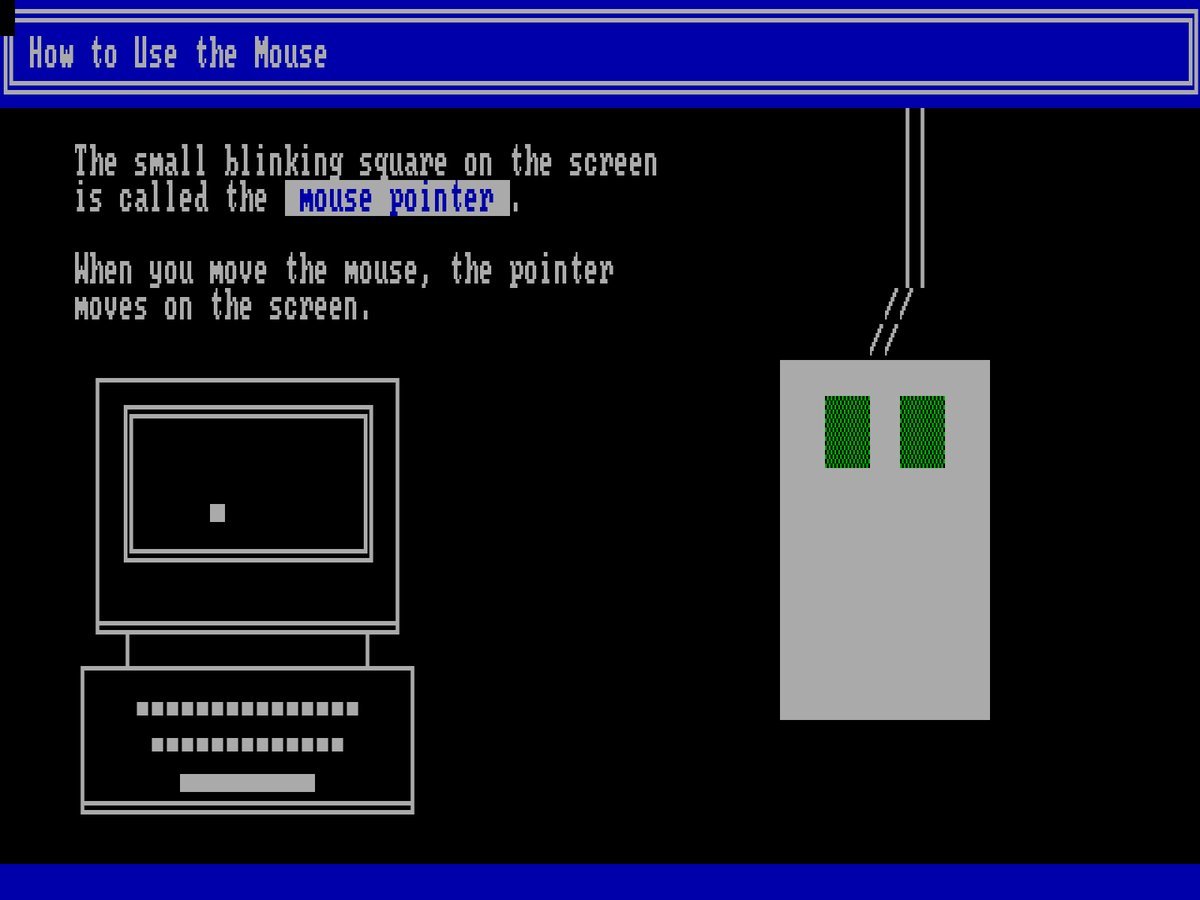 How to Use the Mouse
The small blinking square on the screen
is called the mouse pointer.
When you move the mouse, the pointer
moves on the screen.